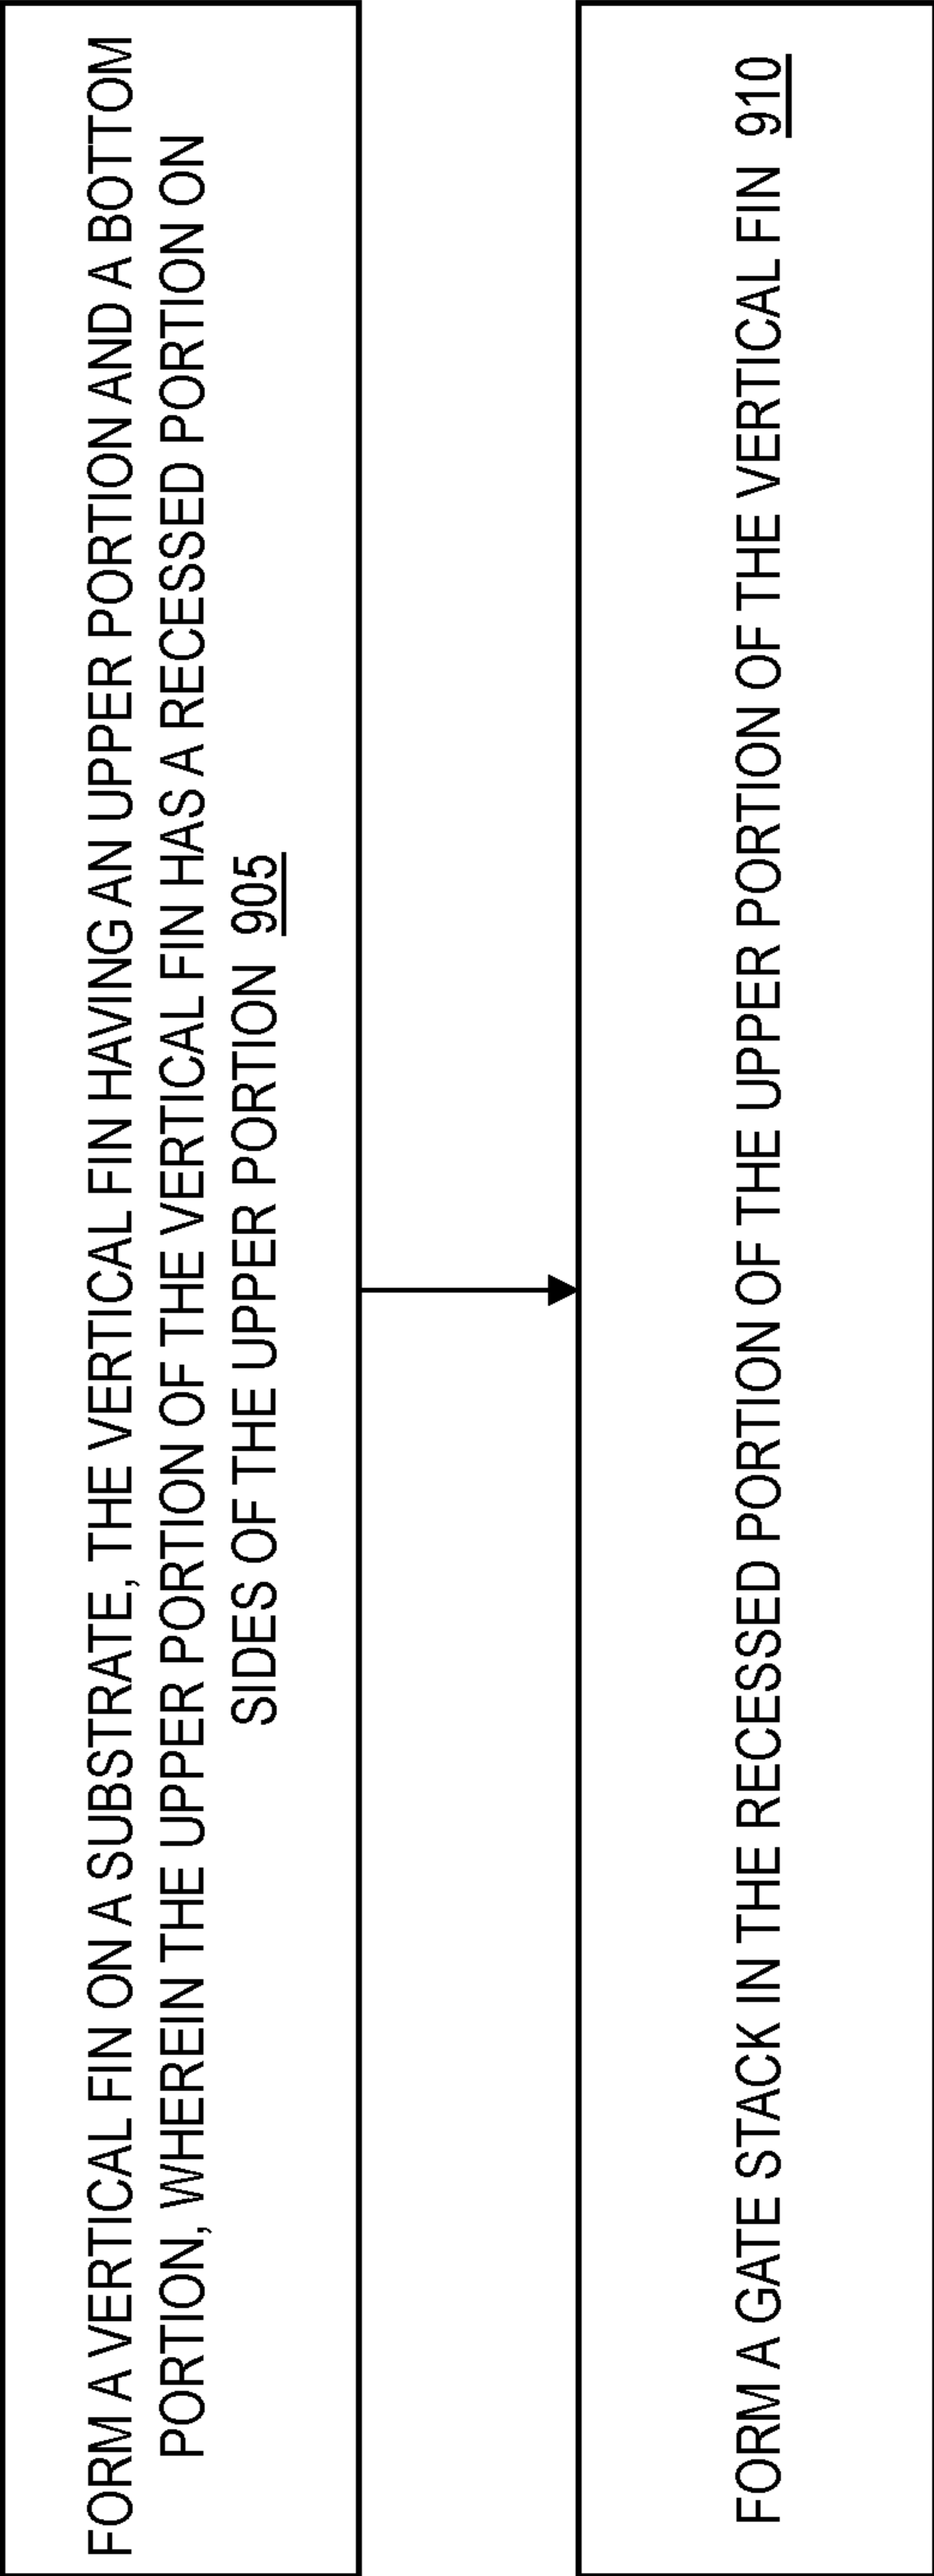 FORM A VERTICAL FIN ON A SUBSTRATE, THE VERTICAL FIN HAVING AN UPPER PORTION AND A BOTTOM
PORTION, WHEREIN THE UPPER PORTION OF THE VERTICAL FIN HAS A RECESSED PORTION ON
SIDES OF THE UPPER PORTION 905
FORM A GATE STACK IN THE RECESSED PORTION OF THE UPPER PORTION OF THE VERTICAL FIN 910